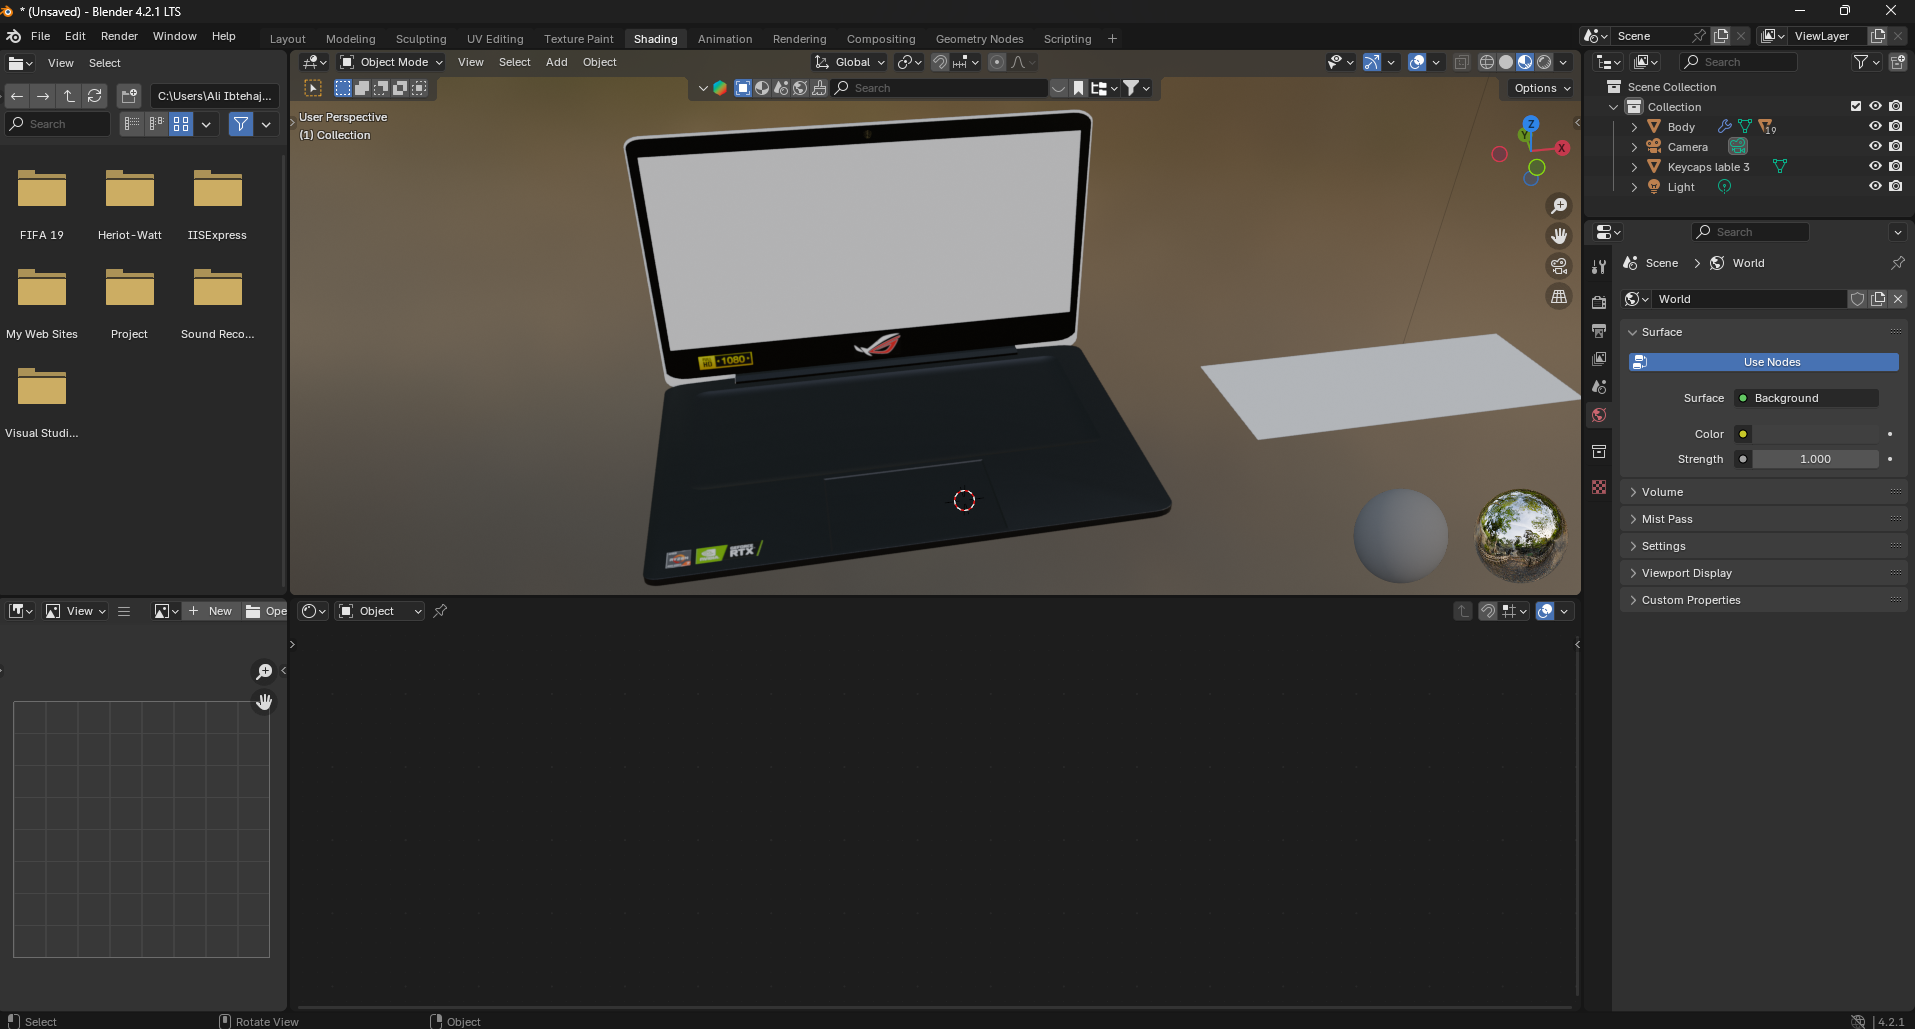 * (Unsaved) - Blender 4.2.1 LTS
File Edit Render Window Help
Layout Modeling Sculpting UV Editing Texture Paint Shading Animation Rendering Compositing Geometry Nodes Scripting
Scene
ViewLayer
View Select
C:\Users\Ali Ibtehaj...
Search
FIFA 19
Heriot-Watt
IISExpress
My Web Sites
Project
Sound Reco...
Visual Studi...
Object Mode View Select Add Object
Global
Search
Options
User Perspective
(1) Collection
Z
Y
X
FULL HD 1080
GEFORCE
RTX
View
New
Ope
Object
Search
Scene Collection
Collection
Body
19
Camera
Keycaps lable 3
Light
Search
Scene > World
World
Surface
Use Nodes
Surface Background
Color
Strength 1.000
Volume
Mist Pass
Settings
Viewport Display
Custom Properties
Select
Rotate View
Object
4.2.1